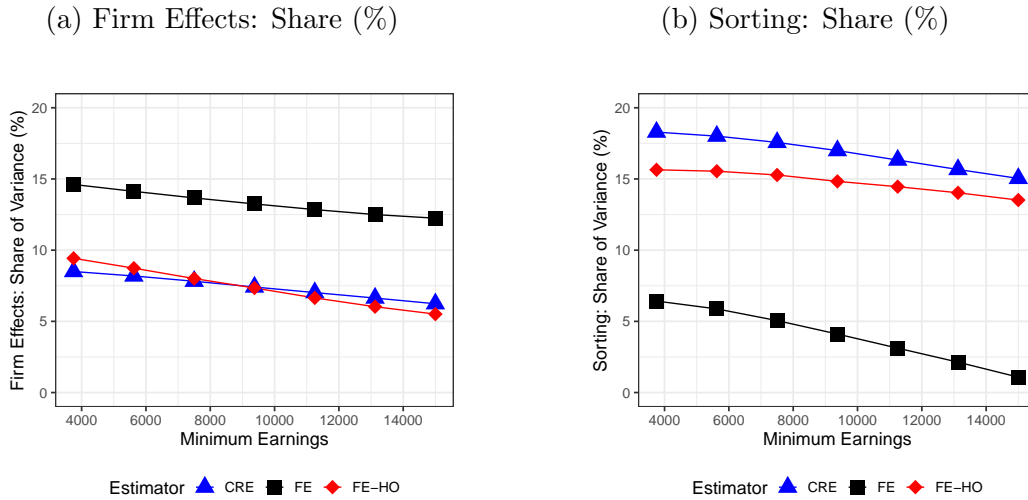 (a) Firm Effects: Share (%)
Firm Effects: Share of Variance (%)
20
15
10
5
0
4000 6000 8000 10000 12000 14000
Minimum Earnings
Estimator CRE FE FE−HO
(b) Sorting: Share (%)
Sorting: Share of Variance (%)
20
15
10
5
0
4000 6000 8000 10000 12000 14000
Minimum Earnings
Estimator CRE FE FE−HO